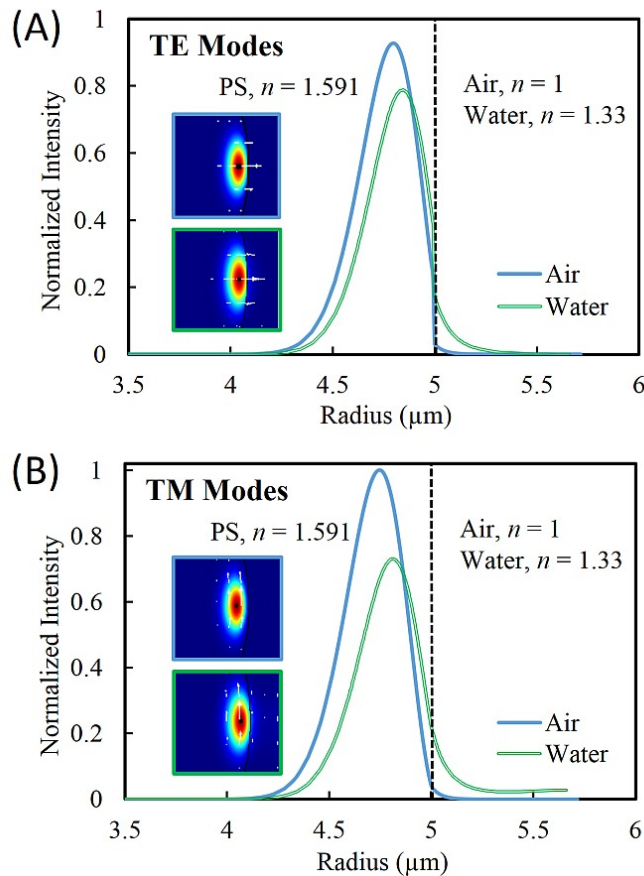 (A)
TE Modes
PS, n = 1.591
Air, n = 1
Water, n = 1.33
Normalized Intensity
1
0.8
0.6
0.4
0.2
0
Air
Water
3.5 4 4.5 5 5.5 6
Radius (µm)
(B)
TM Modes
PS, n = 1.591
Air, n = 1
Water, n = 1.33
Normalized Intensity
1
0.8
0.6
0.4
0.2
0
Air
Water
3.5 4 4.5 5 5.5 6
Radius (µm)